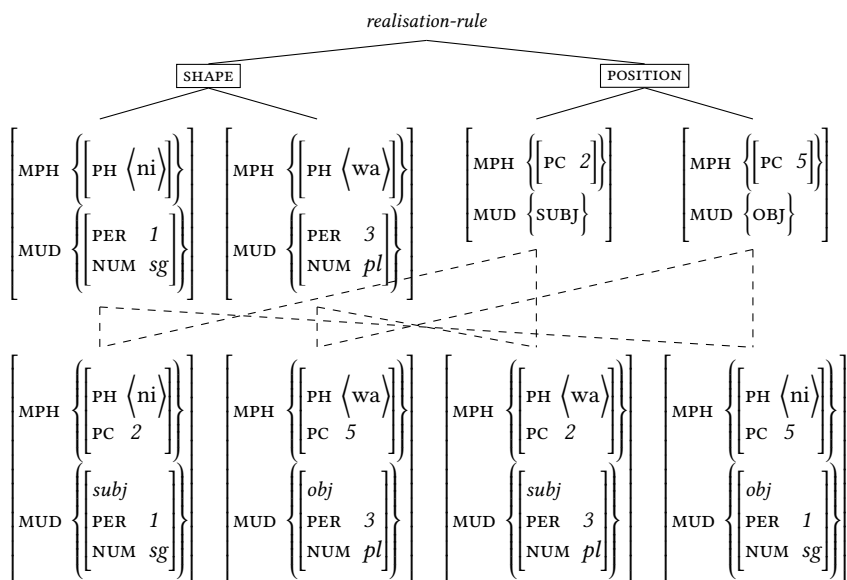 realisation-rule
SHAPE POSITION
[MPH {[PH ⟨ni⟩]}] [MPH {[PH ⟨wa⟩]}] [MPH {[PC 2]}] [MPH {[PC 5]}]
MUD {SUBJ} MUD {OBJ}
MUD {[PER 1 NUM sg]} MUD {[PER 3 NUM pl]}
MPH {[PH ⟨ni⟩ MPH {[PH ⟨wa⟩ MPH {[PH ⟨wa⟩ MPH {[PH ⟨ni⟩
PC 2]} PC 5]} PC 2]} PC 5]}
[subj [obj [subj [obj
MUD {PER 1 MUD {PER 3 MUD {PER 3 MUD {PER 1
NUM sg]} NUM pl]} NUM pl]} NUM sg]}